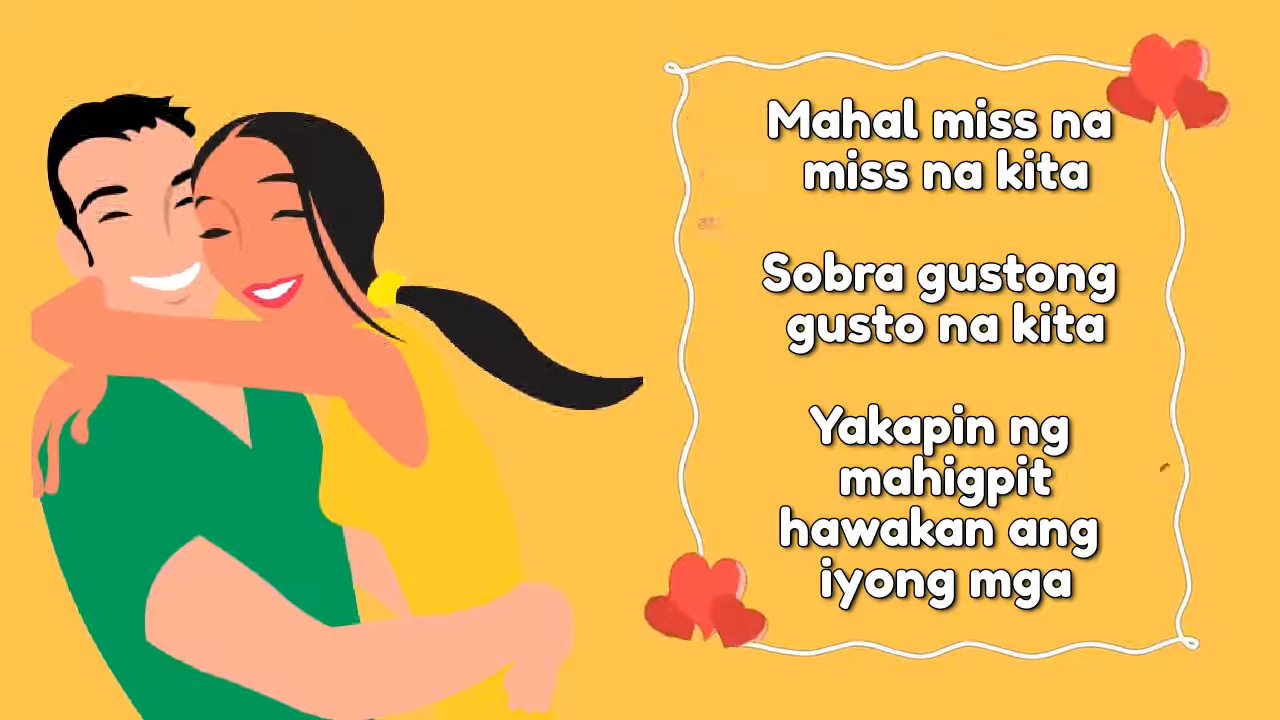 Mahal miss na
miss na kita
Sobra gustong
gusto na kita
Yakapin ng
mahigpit
hawakan ang
iyong mga